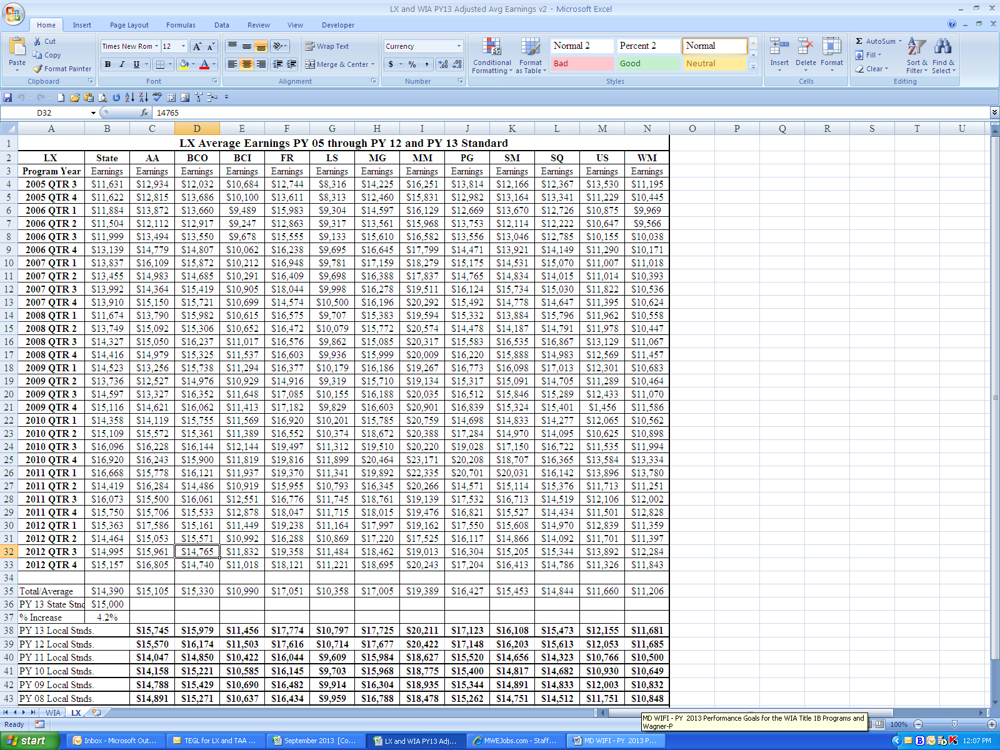 LX and WIA PY13 Adjusted Avg Earnings v2 - Microsoft Excel
Home Insert Page Layout Formulas Data Review View Developer
Paste Cut Copy Format Painter Clipboard
Times New Rom 12 B I U Font
Wrap Text Merge & Center Alignment
Currency $ % , Number
Conditional Formatting Format as Table Normal 2 Percent 2 Normal Bad Good Neutral Styles
Insert Delete Format Cells
Σ AutoSum Fill Clear Sort & Filter Find & Select Editing
D32 fx 14765
A B C D E F G H I J K L M N O P Q R S T U
1 LX Average Earnings PY 05 through PY 12 and PY 13 Standard
2 LX State AA BCO BCI FR LS MG MM PG SM SQ US WM
3 Program Year Earnings Earnings Earnings Earnings Earnings Earnings Earnings Earnings Earnings Earnings Earnings Earnings Earnings
4 2005 QTR 3 $11,631 $12,934 $12,032 $10,684 $12,744 $8,316 $14,225 $16,251 $13,814 $12,166 $12,367 $13,530 $11,195
5 2005 QTR 4 $11,622 $12,815 $13,686 $10,100 $13,611 $8,313 $12,460 $15,831 $12,982 $13,164 $13,341 $11,229 $10,445
6 2006 QTR 1 $11,884 $13,872 $13,660 $9,489 $15,983 $9,304 $14,597 $16,129 $12,669 $13,670 $12,726 $10,875 $9,969
7 2006 QTR 2 $11,504 $12,112 $12,917 $9,247 $12,863 $9,317 $13,561 $15,968 $13,753 $12,114 $12,222 $10,647 $9,566
8 2006 QTR 3 $11,999 $13,494 $13,550 $9,678 $15,555 $9,133 $15,610 $16,582 $13,556 $13,046 $12,785 $10,155 $10,038
9 2006 QTR 4 $13,139 $14,779 $14,807 $10,062 $16,238 $9,695 $16,645 $17,799 $14,471 $13,921 $14,149 $11,290 $10,171
10 2007 QTR 1 $13,837 $16,109 $15,872 $10,212 $16,948 $9,781 $17,159 $18,279 $15,175 $14,531 $15,070 $11,007 $11,018
11 2007 QTR 2 $13,455 $14,983 $14,685 $10,291 $16,409 $9,698 $16,388 $17,837 $14,765 $14,834 $14,015 $11,014 $10,393
12 2007 QTR 3 $13,992 $14,364 $15,419 $10,905 $18,044 $9,998 $16,278 $19,511 $16,124 $15,734 $15,030 $11,822 $10,536
13 2007 QTR 4 $13,910 $15,150 $15,721 $10,699 $14,574 $10,500 $16,196 $20,292 $15,492 $14,778 $14,647 $11,395 $10,624
14 2008 QTR 1 $11,674 $13,790 $15,982 $10,615 $16,575 $9,707 $15,383 $19,594 $15,332 $13,884 $15,796 $11,962 $10,558
15 2008 QTR 2 $13,749 $15,092 $15,306 $10,652 $16,472 $10,079 $15,772 $20,574 $14,478 $14,187 $14,791 $11,978 $10,447
16 2008 QTR 3 $14,327 $15,050 $16,237 $11,017 $16,576 $9,862 $15,085 $20,317 $15,583 $16,535 $16,867 $13,129 $11,067
17 2008 QTR 4 $14,416 $14,979 $15,325 $11,537 $16,603 $9,936 $15,999 $20,009 $16,220 $15,888 $14,983 $12,569 $11,457
18 2009 QTR 1 $14,523 $13,256 $15,738 $11,294 $16,377 $10,179 $16,186 $19,267 $16,773 $16,098 $17,013 $12,301 $10,683
19 2009 QTR 2 $13,736 $12,527 $14,976 $10,929 $14,916 $9,319 $15,710 $19,134 $15,317 $15,091 $14,705 $11,289 $10,464
20 2009 QTR 3 $14,597 $13,327 $16,352 $11,648 $17,085 $10,155 $16,188 $20,035 $16,512 $15,846 $15,289 $12,433 $11,070
21 2009 QTR 4 $15,116 $14,621 $16,062 $11,413 $17,182 $9,829 $16,603 $20,901 $16,839 $15,324 $15,401 $1,456 $11,586
22 2010 QTR 1 $14,358 $14,119 $15,755 $11,569 $16,920 $10,201 $15,785 $20,759 $14,698 $14,833 $14,277 $12,065 $10,562
23 2010 QTR 2 $15,109 $15,572 $15,361 $11,389 $16,552 $10,374 $18,672 $20,388 $17,284 $14,970 $14,095 $10,625 $10,898
24 2010 QTR 3 $16,096 $16,228 $16,144 $12,144 $19,497 $11,312 $19,510 $20,220 $19,028 $17,150 $16,722 $11,535 $11,994
25 2010 QTR 4 $16,920 $16,243 $15,900 $11,819 $19,816 $11,899 $20,464 $23,171 $20,208 $18,707 $16,365 $13,584 $13,334
26 2011 QTR 1 $16,668 $15,778 $16,121 $11,937 $19,370 $11,341 $19,892 $22,335 $20,701 $20,031 $16,142 $13,896 $13,780
27 2011 QTR 2 $14,419 $16,284 $14,486 $10,919 $15,955 $10,793 $16,345 $20,266 $14,571 $15,114 $15,376 $11,713 $11,251
28 2011 QTR 3 $16,073 $15,500 $16,061 $12,551 $16,776 $11,745 $18,761 $19,139 $17,532 $16,713 $14,519 $12,106 $12,002
29 2011 QTR 4 $15,750 $15,706 $15,533 $12,878 $18,047 $11,715 $18,015 $19,476 $16,821 $15,527 $14,434 $11,501 $12,828
30 2012 QTR 1 $15,363 $17,586 $15,161 $11,449 $19,238 $11,164 $17,997 $19,162 $17,550 $15,608 $14,970 $12,839 $11,359
31 2012 QTR 2 $14,464 $15,053 $15,571 $10,992 $16,288 $10,869 $17,220 $17,525 $16,117 $14,866 $14,092 $11,701 $11,397
32 2012 QTR 3 $14,995 $15,961 $14,765 $11,832 $19,358 $11,484 $18,462 $19,013 $16,304 $15,205 $15,344 $13,892 $12,284
33 2012 QTR 4 $15,157 $16,805 $14,740 $11,018 $18,121 $11,221 $18,695 $20,243 $17,204 $16,413 $14,786 $11,326 $11,843
34
35 Total/Average $14,390 $15,105 $15,330 $10,990 $17,051 $10,358 $17,005 $19,389 $16,427 $15,453 $14,844 $11,660 $11,206
36 PY 13 State Stnd $15,000
37 % Increase 4.2%
38 PY 13 Local Stnds. $15,745 $15,979 $11,456 $17,774 $10,797 $17,725 $20,211 $17,123 $16,108 $15,473 $12,155 $11,681
39 PY 12 Local Stnds. $15,570 $16,174 $11,503 $17,616 $10,714 $17,677 $20,422 $17,148 $16,203 $15,613 $12,053 $11,685
40 PY 11 Local Stnds. $14,047 $14,850 $10,422 $16,044 $9,609 $15,984 $18,627 $15,520 $14,656 $14,323 $10,766 $10,500
41 PY 10 Local Stnds. $14,158 $15,221 $10,585 $16,145 $9,703 $15,968 $18,775 $15,400 $14,817 $14,682 $10,930 $10,649
42 PY 09 Local Stnds. $14,788 $15,429 $10,690 $16,482 $9,914 $16,304 $18,935 $15,344 $14,891 $14,833 $12,003 $10,832
43 PY 08 Local Stnds. $14,891 $15,271 $10,637 $16,434 $9,959 $16,788 $18,478 $15,262 $14,751 $14,512 $11,751 $10,848
WIA LX
MD WIFI - PY 2013 Performance Goals for the WIA Title 1B Programs and
Wagner-P
Ready 100%
start Inbox - Microsoft Out... TEGL for LX and TAA ... September 2013 [Co... LX and WIA PY13 Adj... MWEJobs.com - Staff... MD WIFI - PY 2013 P... 12:07 PM